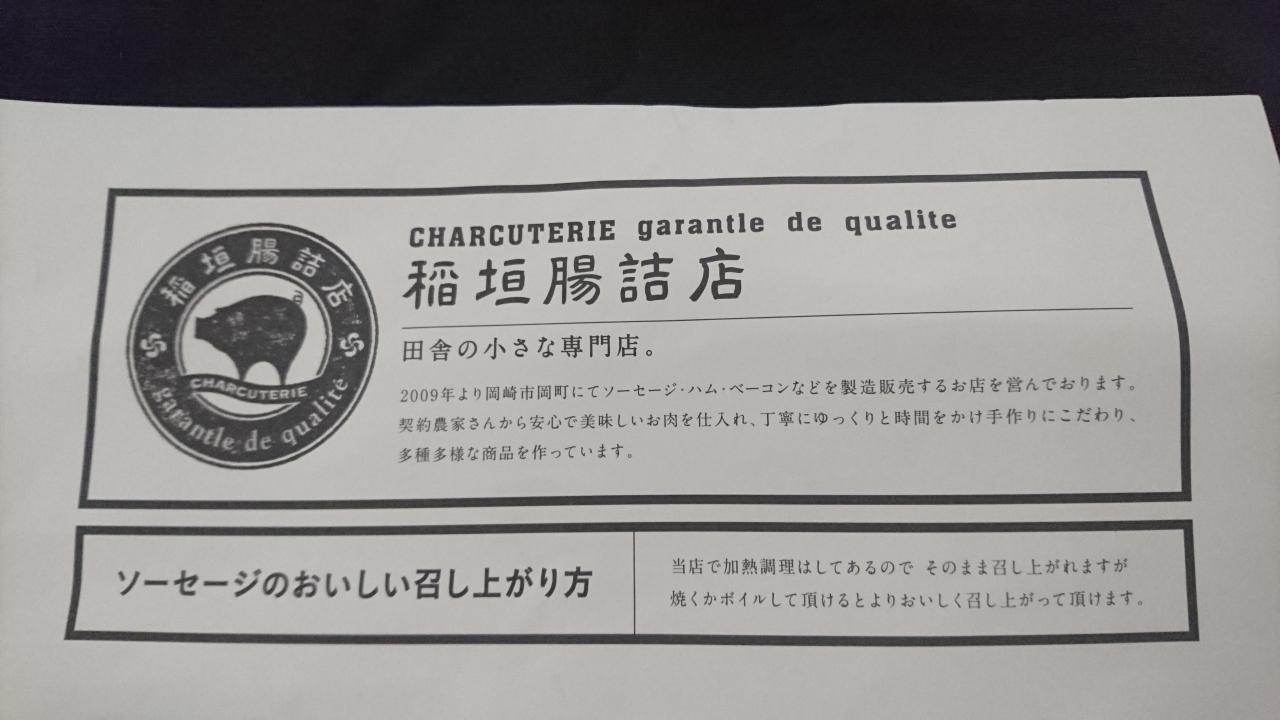 稲垣腸詰店
CHARCUTERIE
garantle de qualité
CHARCUTERIE garantle de qualite
稲垣腸詰店
田舎の小さな専門店。
2009年より岡崎市岡町にてソーセージ・ハム・ベーコンなどを製造販売するお店を営んでおります。
契約農家さんから安心で美味しいお肉を仕入れ、丁寧にゆっくりと時間をかけ手作りにこだわり、
多種多様な商品を作っています。
ソーセージのおいしい召し上がり方
当店で加熱調理はしてあるので そのまま召し上がれますが
焼くかボイルして頂けるとよりおいしく召し上がって頂けます。